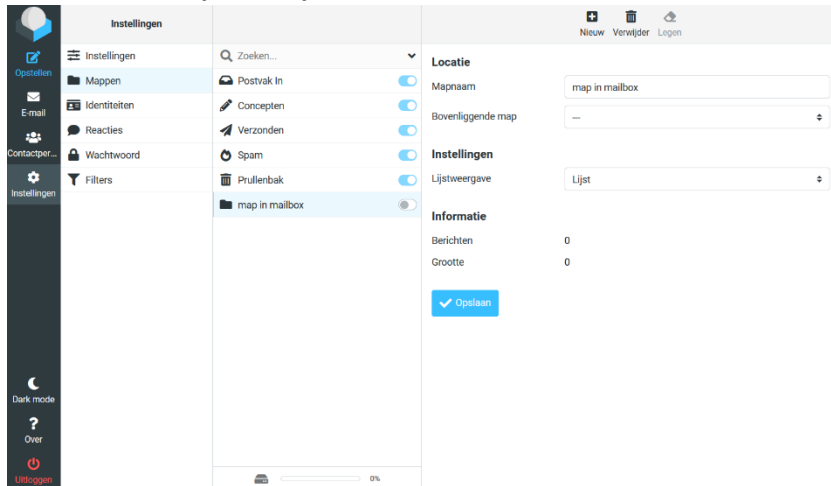 Instellingen
Nieuw Verwijder Legen
Opstellen
E-mail
Contactper...
Instellingen
Dark mode
Over
Uitloggen
Instellingen
Mappen
Identiteiten
Reacties
Wachtwoord
Filters
Zoeken...
Postvak In
Concepten
Verzonden
Spam
Prullenbak
map in mailbox
0%
Locatie
Mapnaam map in mailbox
Bovenliggende map ---
Instellingen
Lijstweergave Lijst
Informatie
Berichten 0
Grootte 0
Opslaan